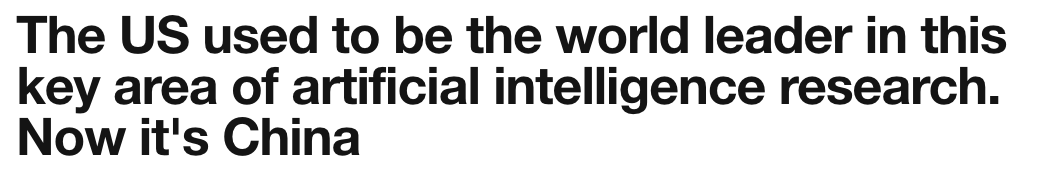 The US used to be the world leader in this
key area of artificial intelligence research.
Now it's China